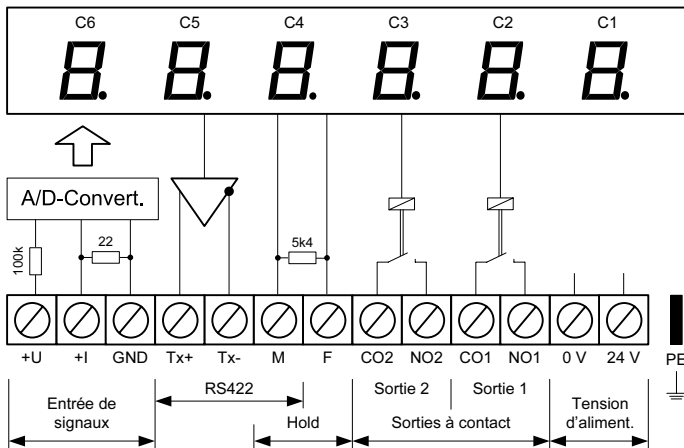 C6 C5 C4 C3 C2 C1
8. 8. 8. 8. 8. 8.
A/D-Convert.
100k
22
5k4
+U +I GND Tx+ Tx- M F CO2 NO2 CO1 NO1 0 V 24 V PE
RS422 Sortie 2 Sortie 1
Entrée de
signaux
Hold
Sorties à contact
Tension
d'aliment.